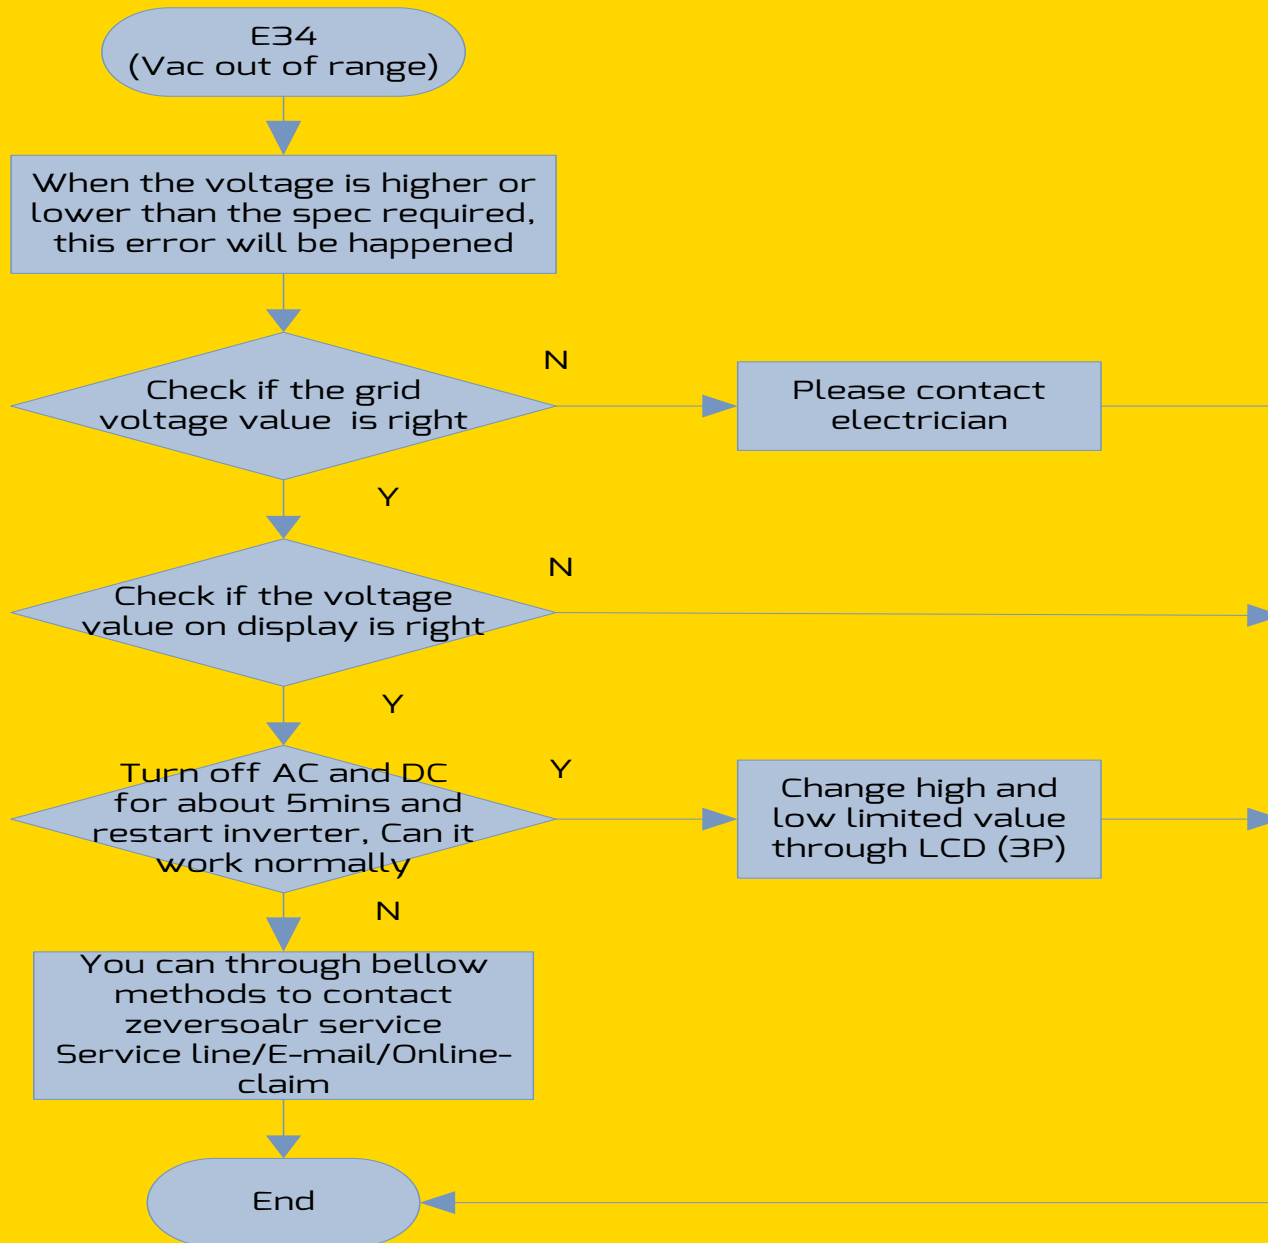 E34
(Vac out of range)
When the voltage is higher or
lower than the spec required,
this error will be happened
Check if the grid
voltage value is right
N
Please contact
electrician
Y
Check if the voltage
value on display is right
N
Y
Turn off AC and DC
for about 5mins and
restart inverter, Can it
work normally
Y
Change high and
low limited value
through LCD (3P)
N
You can through bellow
methods to contact
zeversoalr service
Service line/E-mail/Online-
claim
End